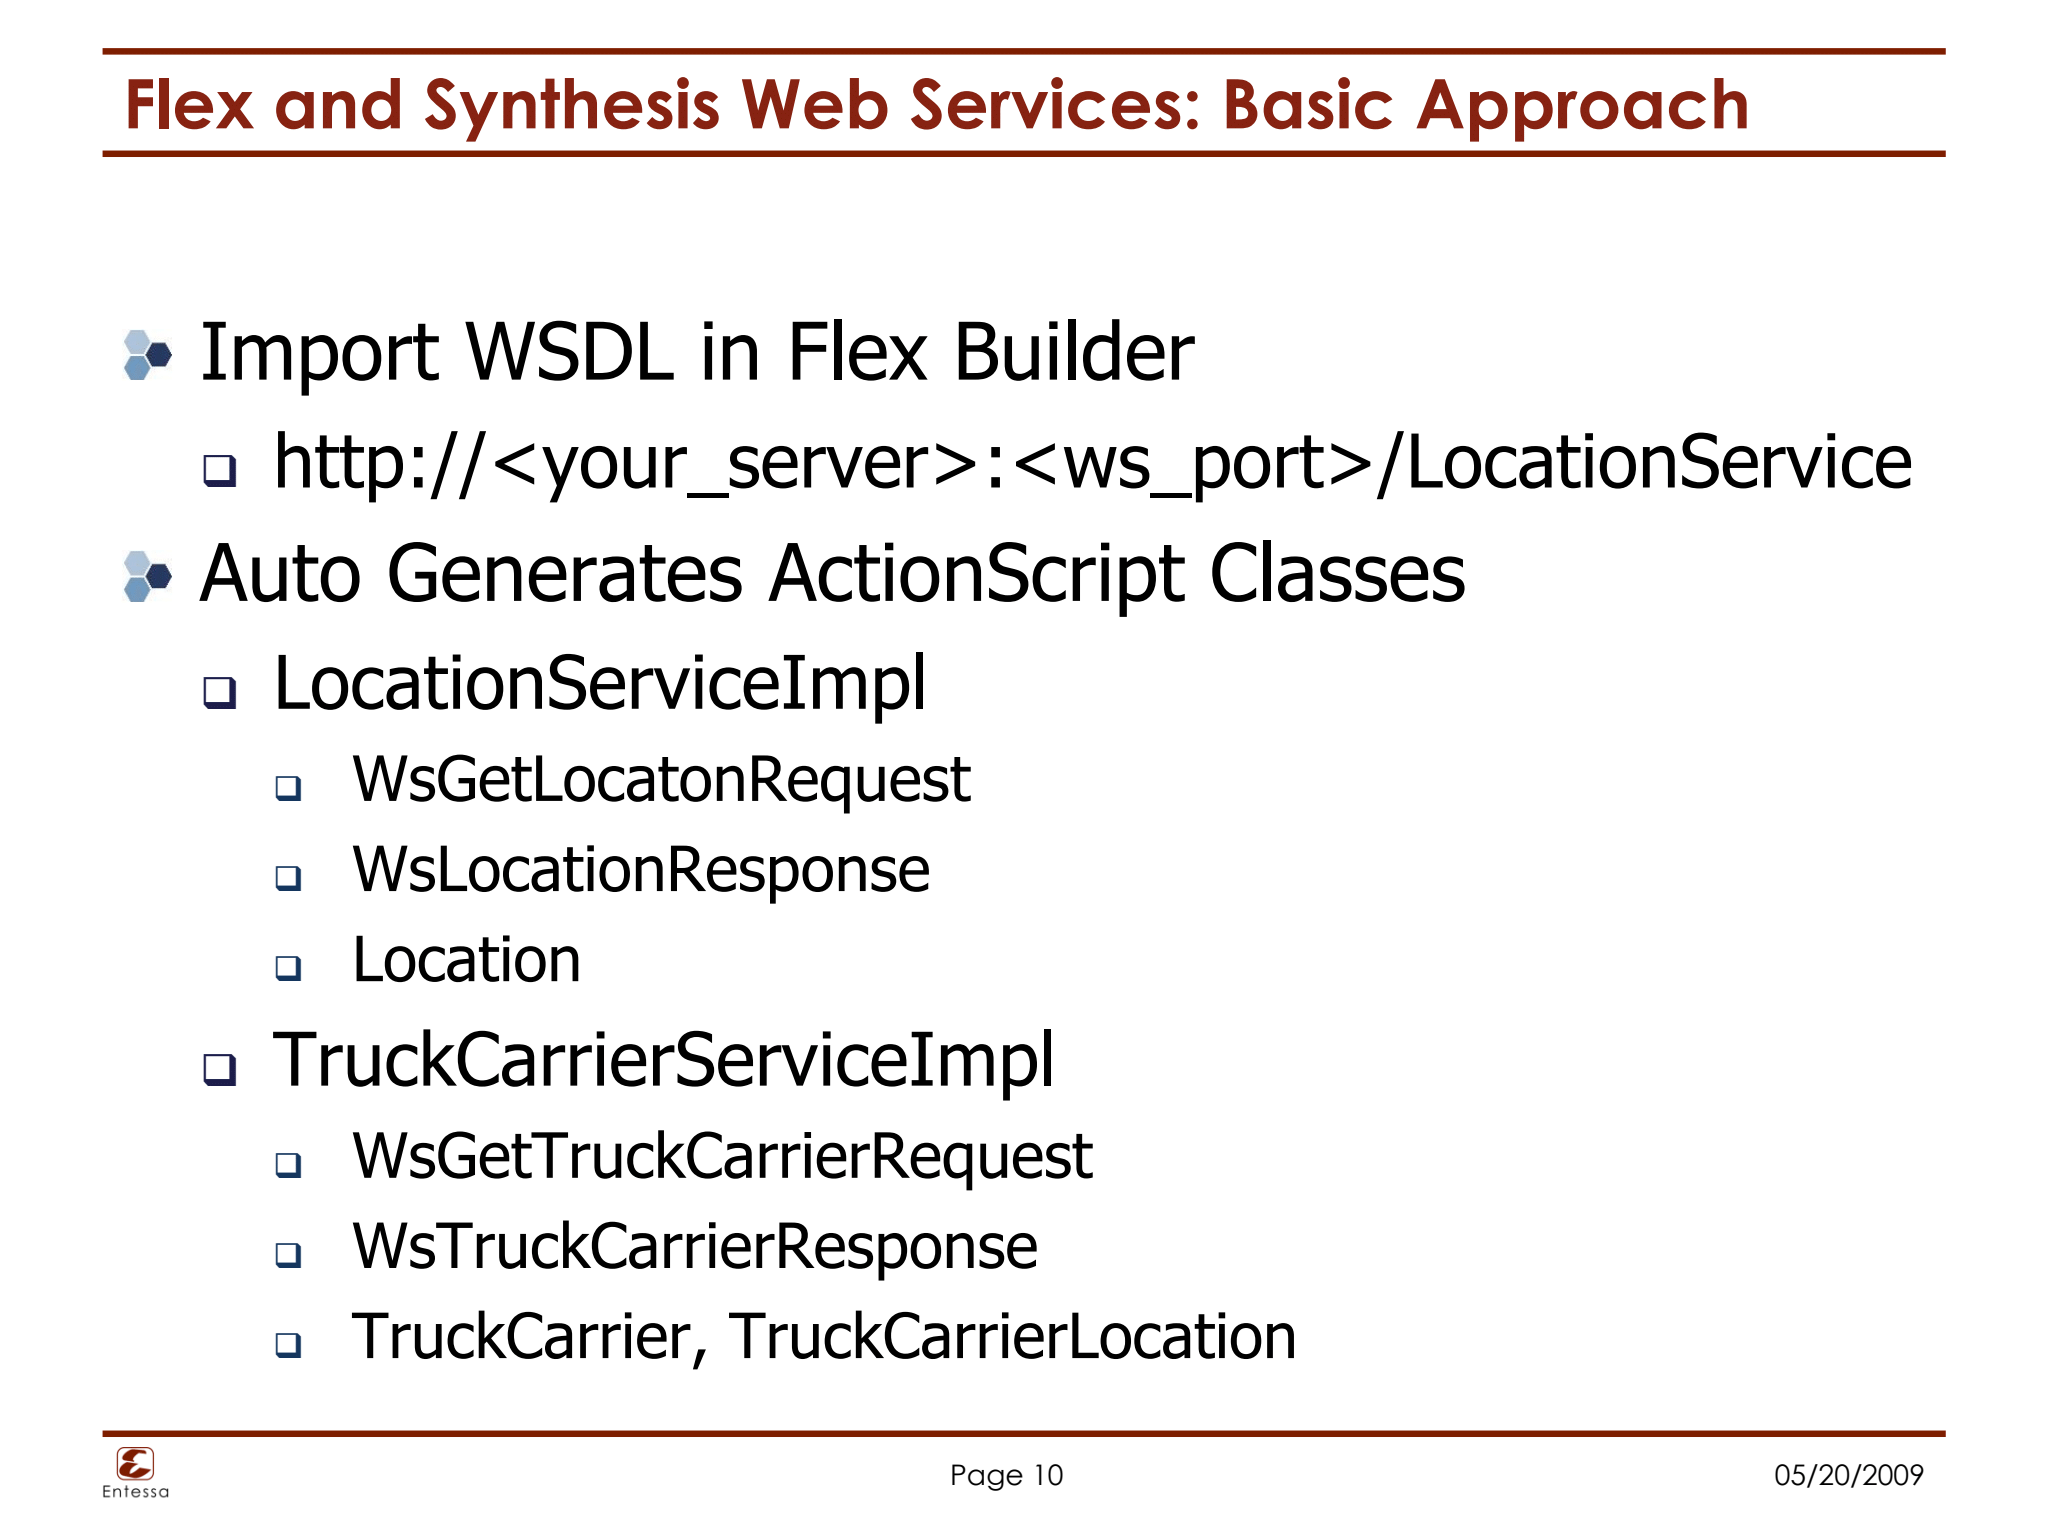 Flex and Synthesis Web Services: Basic Approach
Import WSDL in Flex Builder
http://<your_server>:<ws_port>/LocationService
Auto Generates ActionScript Classes
LocationServiceImpl
WsGetLocatonRequest
WsLocationResponse
Location
TruckCarrierServiceImpl
WsGetTruckCarrierRequest
WsTruckCarrierResponse
TruckCarrier, TruckCarrierLocation
Entessa
Page 10
05/20/2009